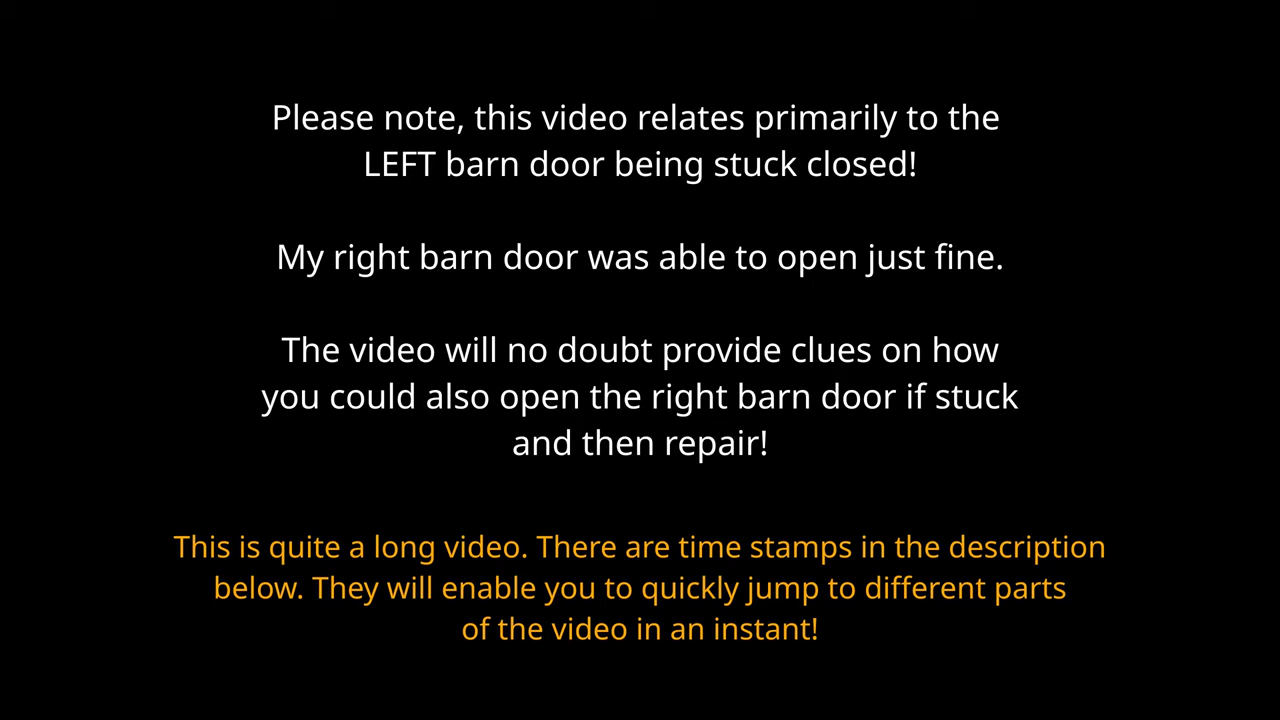 Please note, this video relates primarily to the
LEFT barn door being stuck closed!
My right barn door was able to open just fine.
The video will no doubt provide clues on how
you could also open the right barn door if stuck
and then repair!
This is quite a long video. There are time stamps in the description
below. They will enable you to quickly jump to different parts
of the video in an instant!